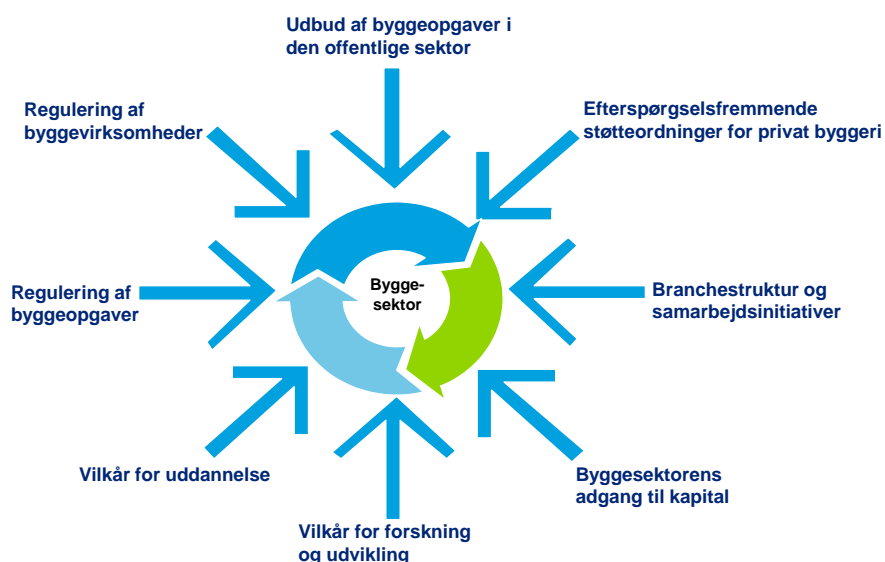 Udbud af byggeopgaver i
den offentlige sektor
Regulering af
byggevirksomheder
Efterspørgselsfremmende
støtteordninger for privat byggeri
Regulering af
byggeopgaver
Bygge-
sektor
Branchestruktur og
samarbejdsinitiativer
Vilkår for uddannelse
Byggesektorens
adgang til kapital
Vilkår for forskning
og udvikling